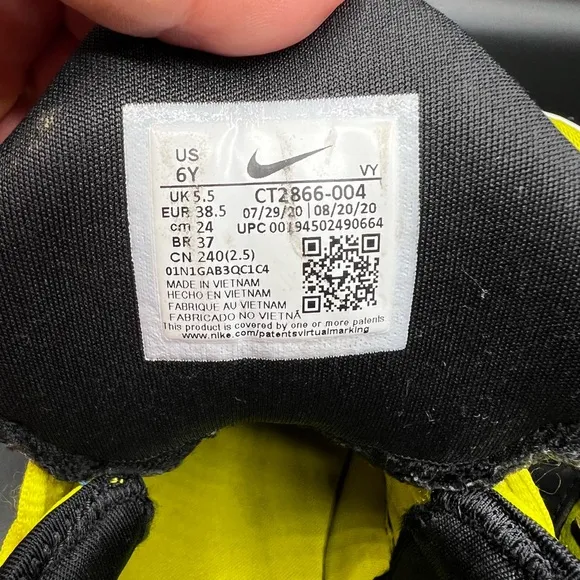 US
6Y
VY
UK 5.5
CT2866-004
EUR 38.5
07/29/20 | 08/20/20
cm 24
UPC 00194502490664
BR 37
CN 240(2.5)
01N1GAB3QC1C4
MADE IN VIETNAM
HECHO EN VIETNAM
FABRIQUE AU VIETNAM
FABRICADO NO VIETNÃ
This product is covered by one or more patents
www.nike.com/patentsvirtualmarking